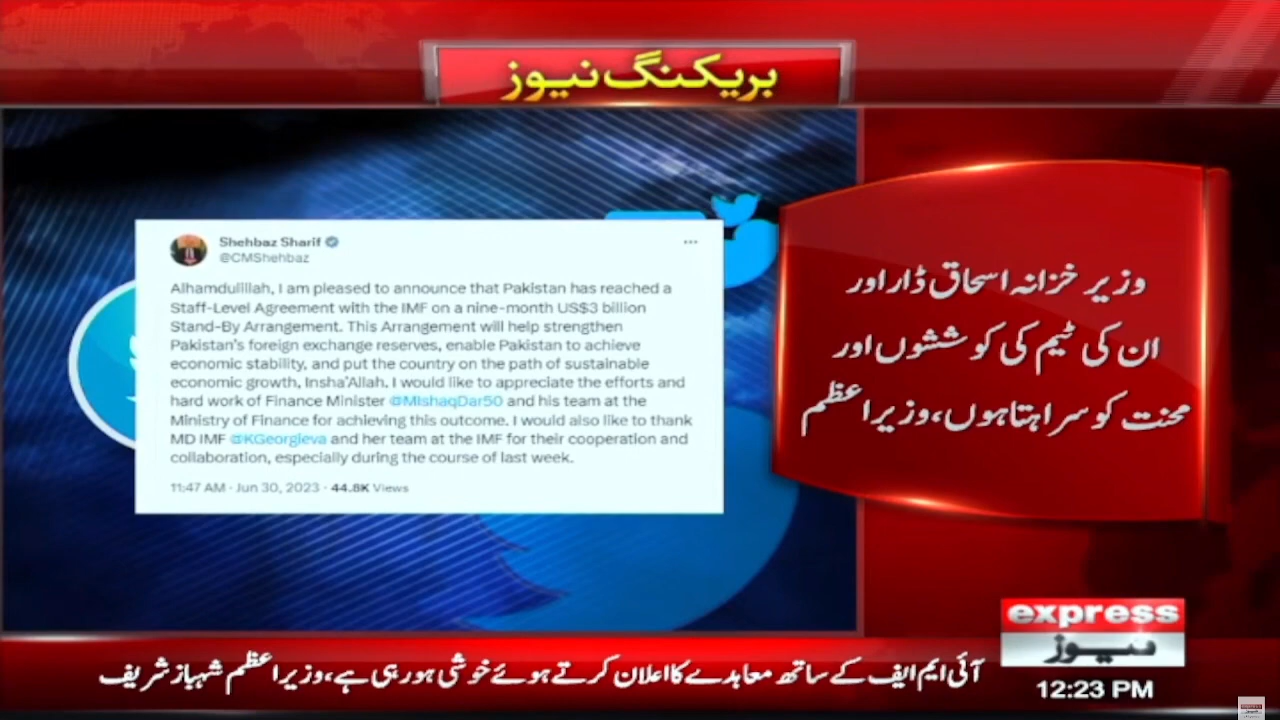 بریکنگ نیوز
Shehbaz Sharif
@CMShehbaz
Alhamdulillah, I am pleased to announce that Pakistan has reached a
Staff-Level Agreement with the IMF on a nine-month US$3 billion
Stand-By Arrangement. This Arrangement will help strengthen
Pakistan's foreign exchange reserves, enable Pakistan to achieve
economic stability, and put the country on the path of sustainable
economic growth, Insha'Allah. I would like to appreciate the efforts and
hard work of Finance Minister @MIshaqDar50 and his team at the
Ministry of Finance for achieving this outcome. I would also like to thank
MD IMF @KGeorgieva and her team at the IMF for their cooperation and
collaboration, especially during the course of last week.
11:47 AM · Jun 30, 2023 · 44.8K Views
وزیر خزانہ اسحاق ڈار اور
ان کی ٹیم کی کوششوں اور
محنت کو سراہتا ہوں، وزیراعظم
express
نیوز
آئی ایم ایف کے ساتھ معاہدے کا اعلان کرتے ہوئے خوشی ہو رہی ہے، وزیراعظم شہباز شریف
12:23 PM